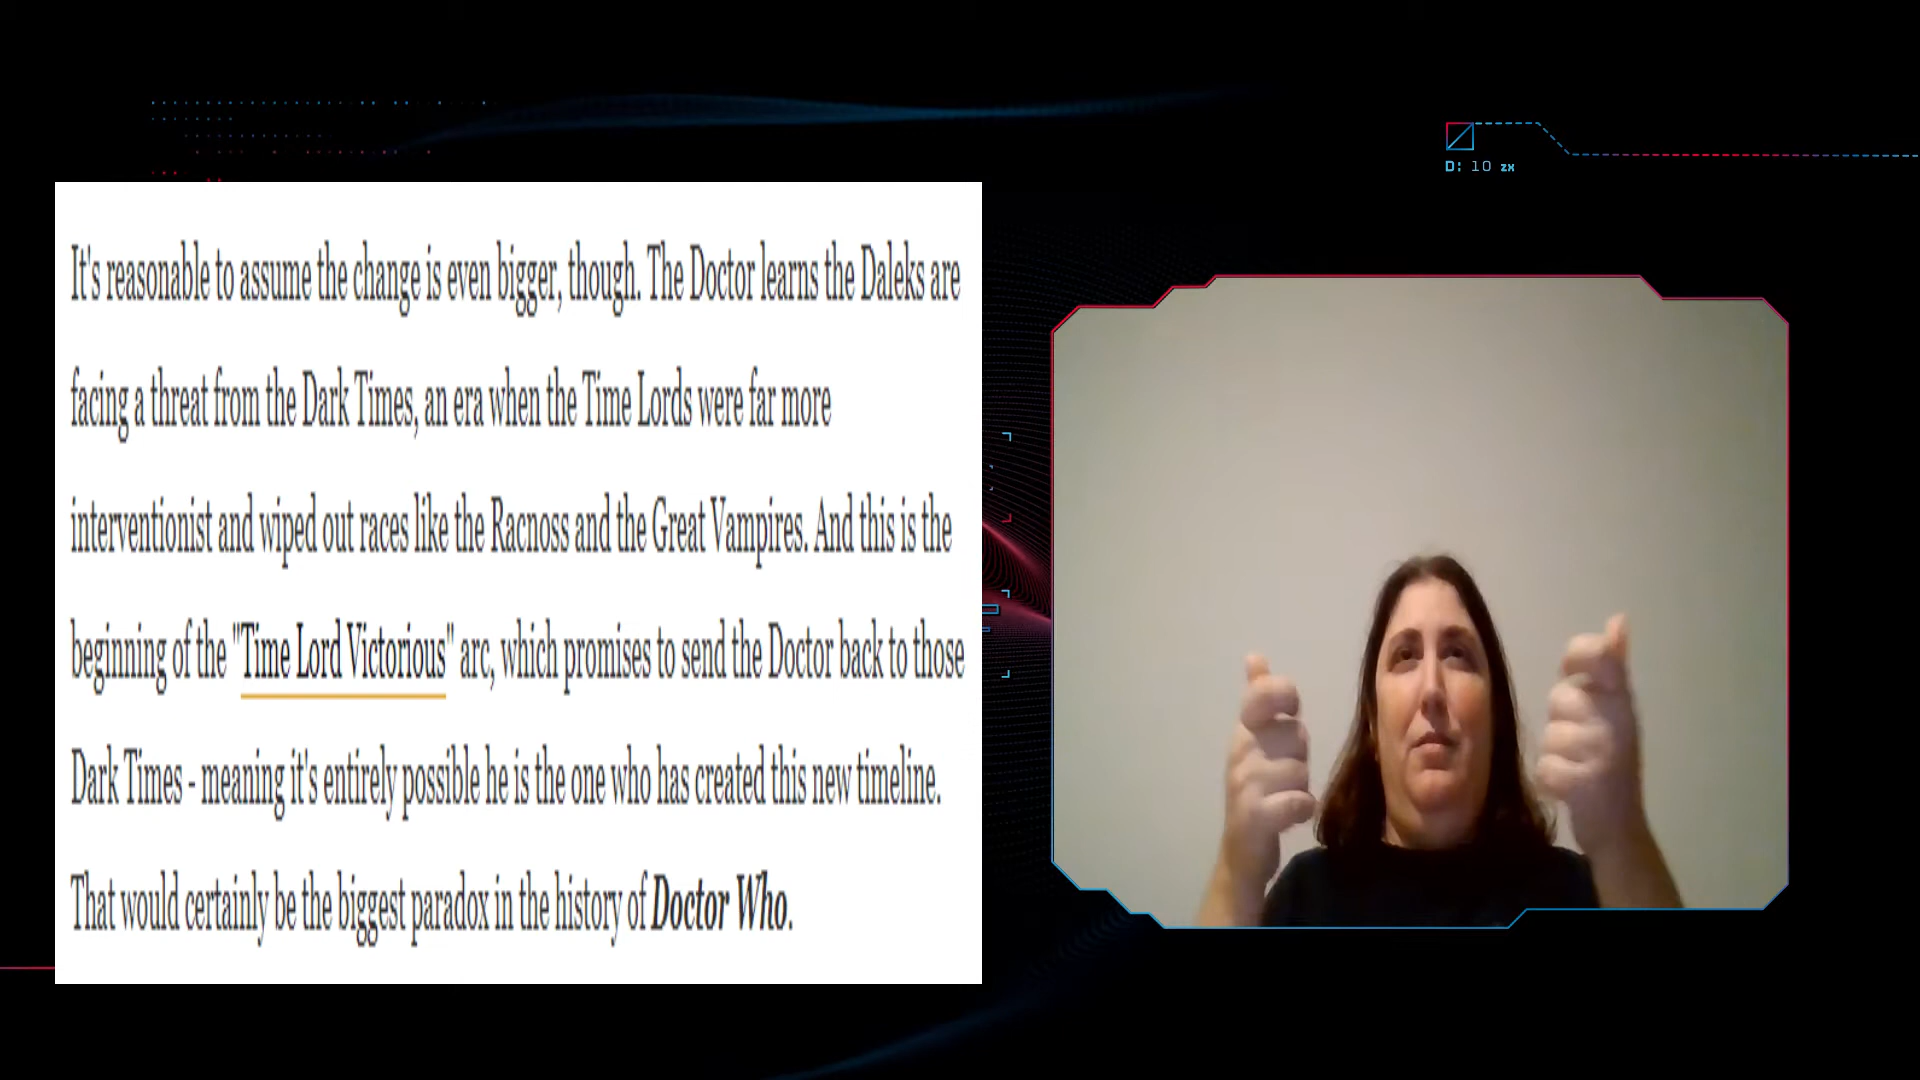 D: 10 zx
It's reasonable to assume the change is even bigger, though. The Doctor learns the Daleks are
facing a threat from the Dark Times, an era when the Time Lords were far more
interventionist and wiped out races like the Racnoss and the Great Vampires. And this is the
beginning of the "Time Lord Victorious" arc, which promises to send the Doctor back to those
Dark Times - meaning it's entirely possible he is the one who has created this new timeline.
That would certainly be the biggest paradox in the history of Doctor Who.